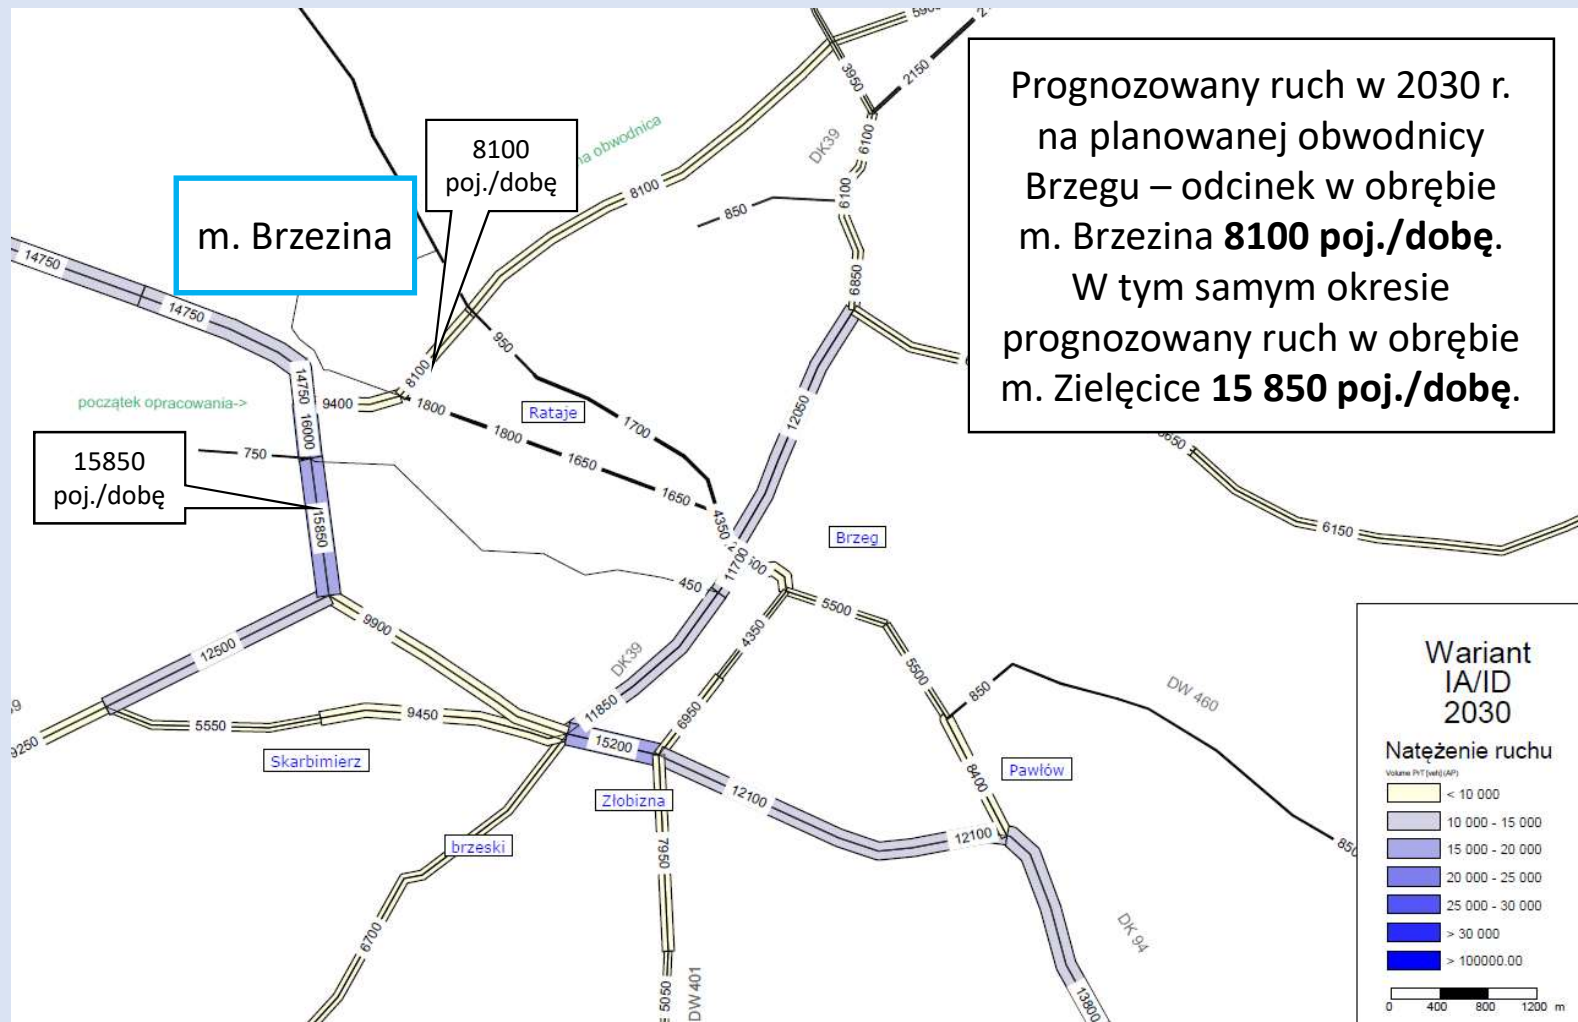 Prognozowany ruch w 2030 r.
na planowanej obwodnicy
Brzegu – odcinek w obrębie
m. Brzezina 8100 poj./dobę.
W tym samym okresie
prognozowany ruch w obrębie
m. Zielęcice 15 850 poj./dobę.
8100
poj./dobę
m. Brzezina
15850
poj./dobę
na obwodnica
początek opracowania->
14750
14750
14750
16000
15850
9400
8100
8100
3950
2150
DK39
6100
6100
850
6850
950
1800
1800
1650
1650
1700
Rataje
750
4350
11700
12050
Brzeg
6150
450
5500
5500
4350
9900
12500
DK39
11850
6950
850
DW 460
850
5550
9450
9250
15200
Skarbimierz
Złobizna
12100
12100
8400
Pawłów
brzeski
7950
6700
5050
DW 401
DK 94
13800
Wariant
IA/ID
2030
Natężenie ruchu
Volume PrT [veh] (AP)
< 10 000
10 000 - 15 000
15 000 - 20 000
20 000 - 25 000
25 000 - 30 000
> 30 000
> 100000.00
0 400 800 1200 m